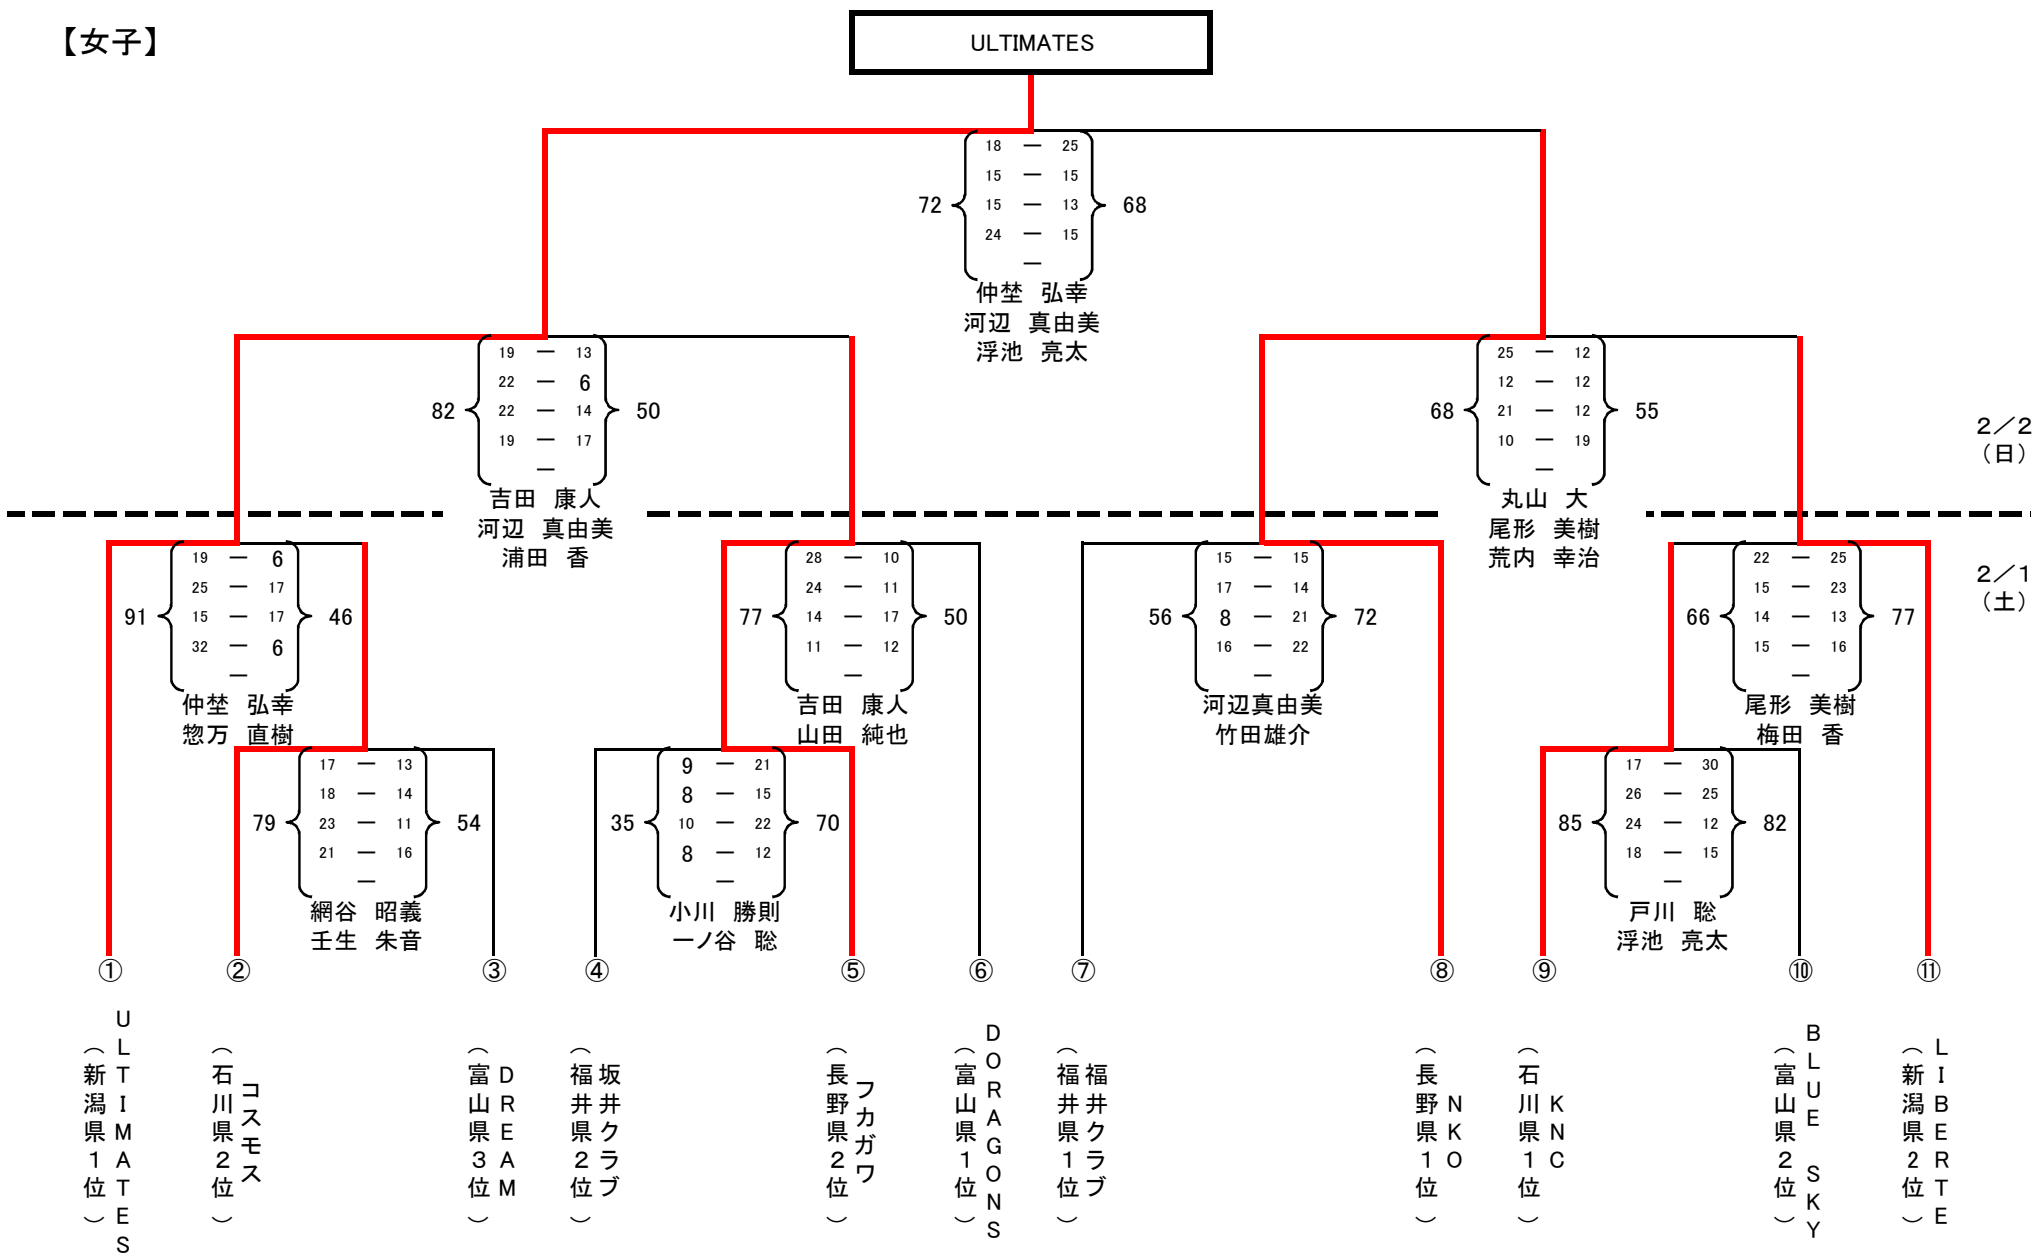 【女子】
ULTIMATES
18 ー 25
15 ー 15
72 15 ー 13 68
24 ー 15
ー
仲埜 弘幸
河辺 真由美
浮池 亮太
19 ー 13
22 ー 6
82 22 ー 14 50
19 ー 17
ー
吉田 康人
河辺 真由美
浦田 香
25 ー 12
12 ー 12
68 21 ー 12 55
10 ー 19
ー
丸山 大
尾形 美樹
荒内 幸治
2／2
（日）
2／1
（土）
19 ー 6
25 ー 17
91 15 ー 17 46
32 ー 6
ー
仲埜 弘幸
惣万 直樹
28 ー 10
24 ー 11
77 14 ー 17 50
11 ー 12
ー
吉田 康人
山田 純也
15 ー 15
17 ー 14
56 8 ー 21 72
16 ー 22
ー
河辺真由美
竹田雄介
22 ー 25
15 ー 23
66 14 ー 13 77
15 ー 16
ー
尾形 美樹
梅田 香
17 ー 13
18 ー 14
79 23 ー 11 54
21 ー 16
ー
網谷 昭義
壬生 朱音
9 ー 21
8 ー 15
35 10 ー 22 70
8 ー 12
ー
小川 勝則
一ノ谷 聡
17 ー 30
26 ー 25
85 24 ー 12 82
18 ー 15
ー
戸川 聡
浮池 亮太
① ② ③ ④ ⑤ ⑥ ⑦ ⑧ ⑨ ⑩ ⑪
ULTIMATES
（新潟県１位）
コスモス
（石川県２位）
DREAM
（富山県３位）
坂井クラブ
（福井県２位）
フカガワ
（長野県２位）
DORAGONS
（富山県１位）
福井クラブ
（福井県１位）
NKO
（長野県１位）
KNC
（石川県１位）
BLUE SKY
（富山県２位）
LIBERTE
（新潟県２位）